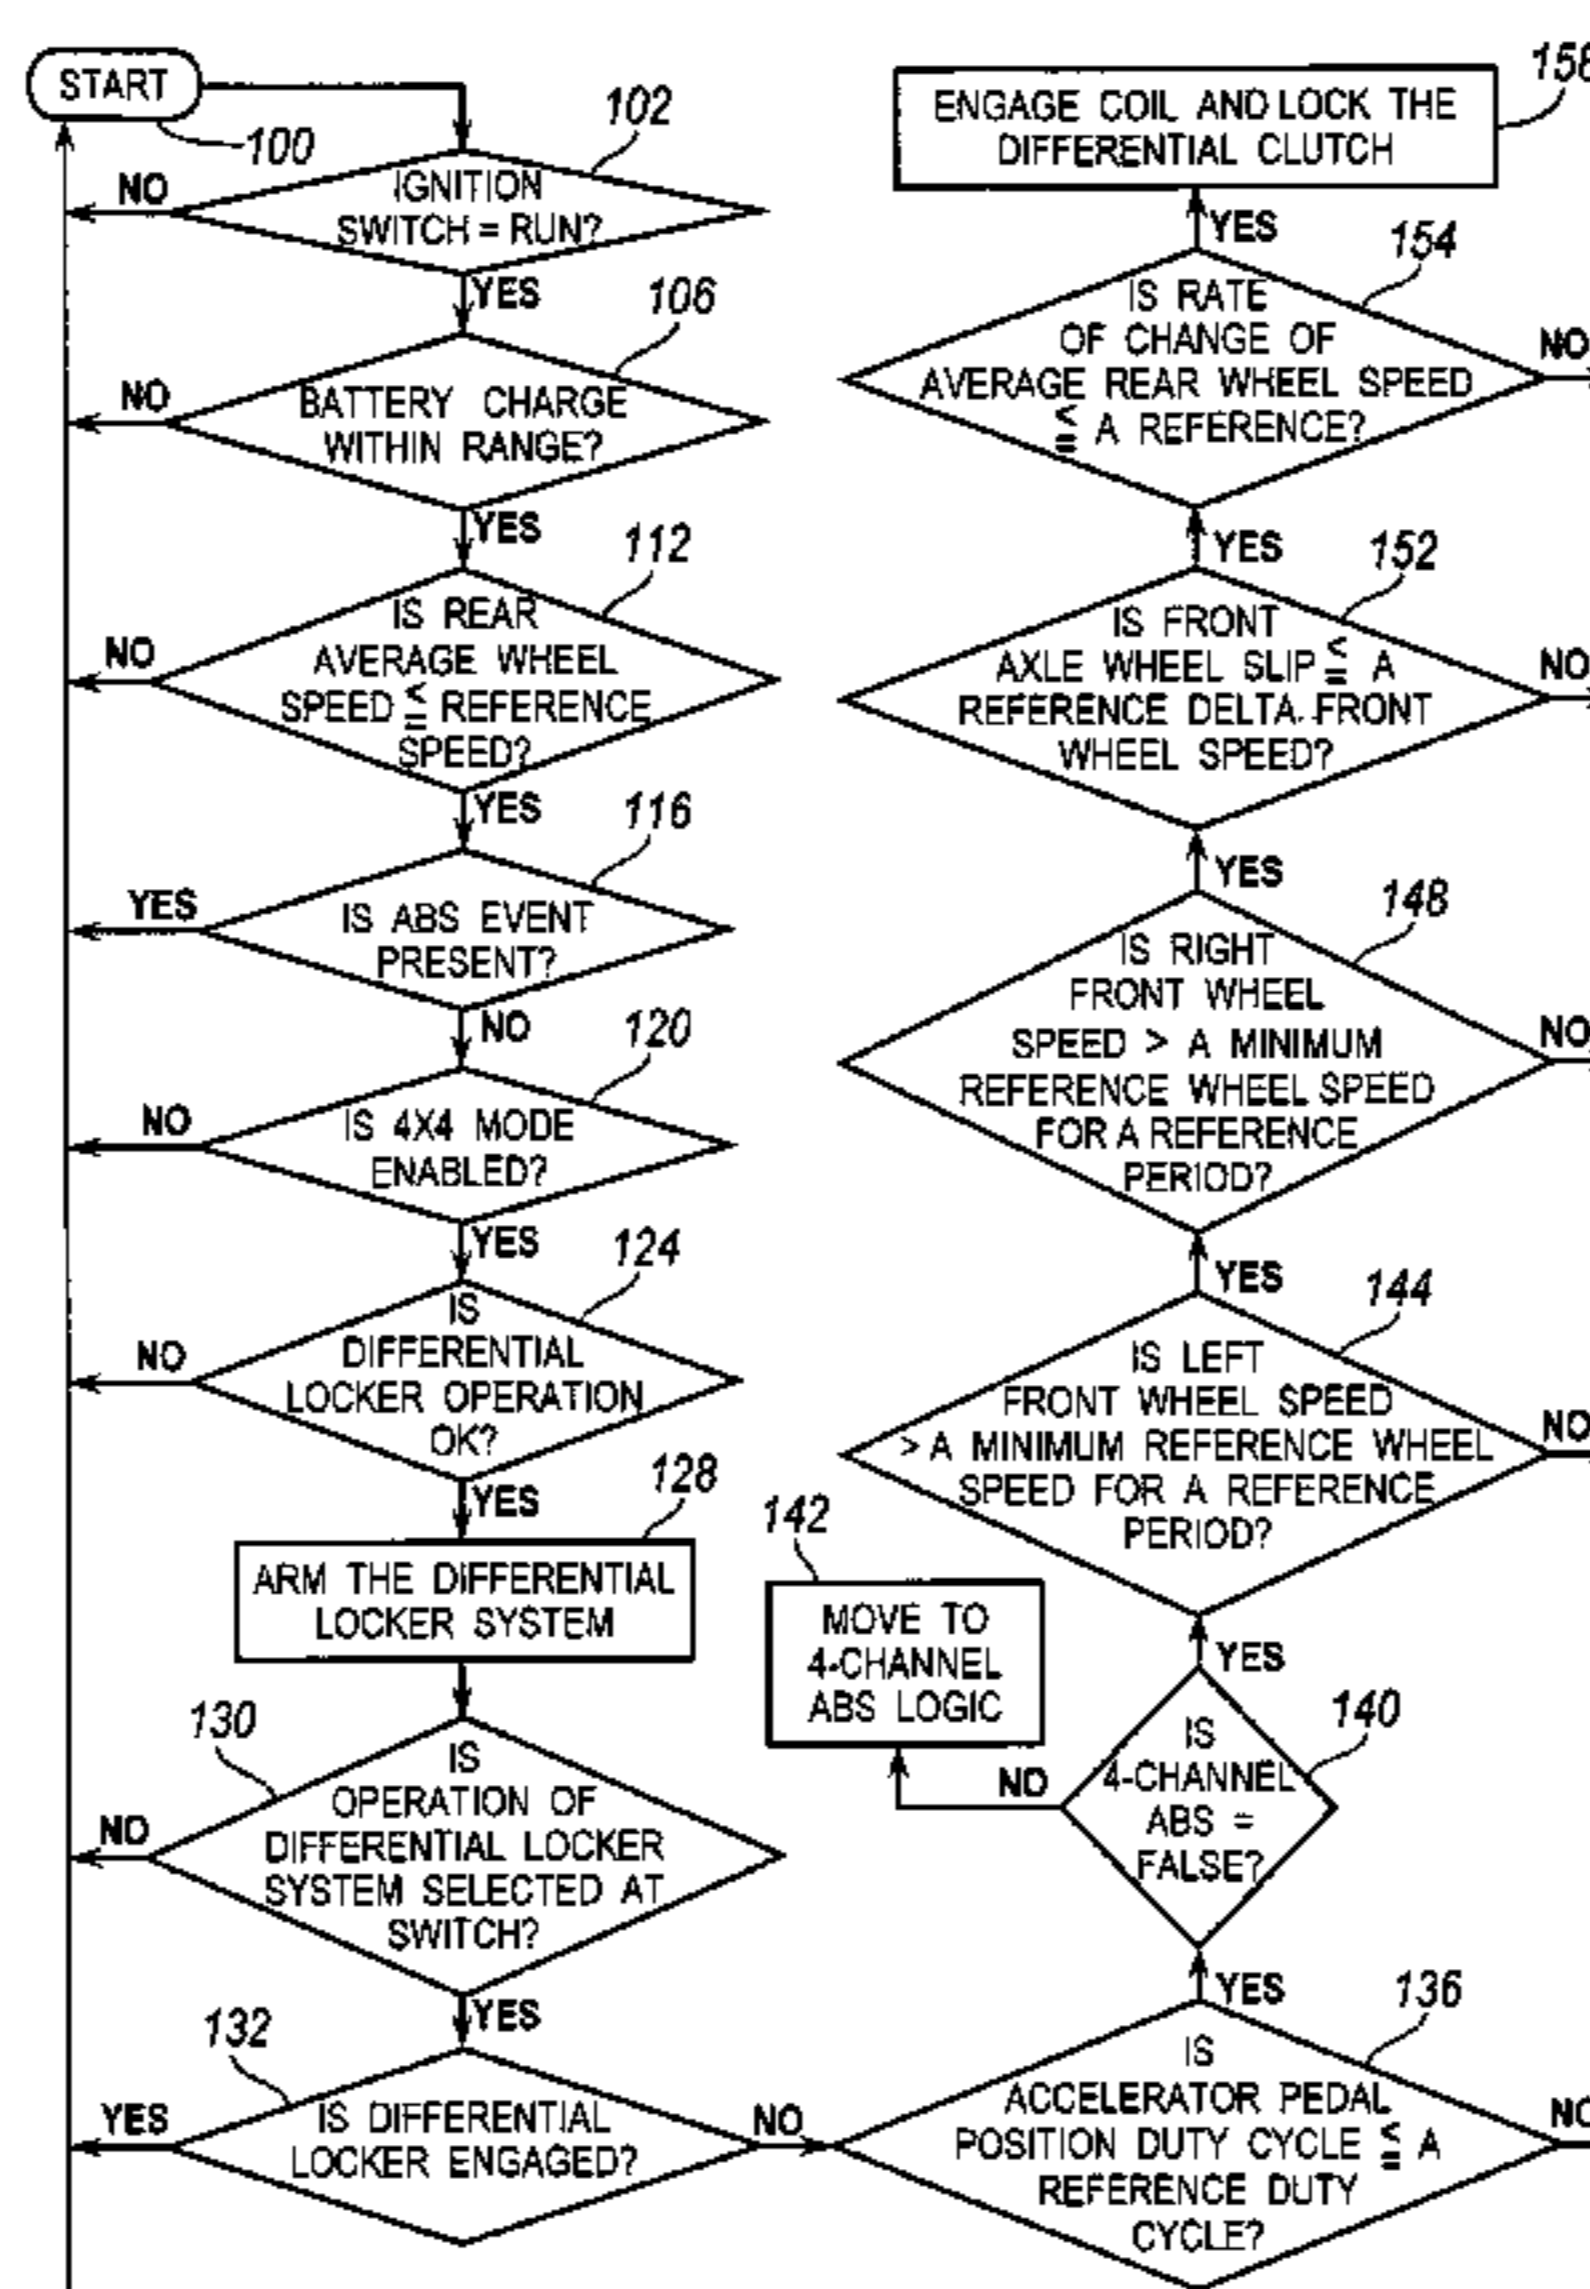 START
100
102
IGNITION
SWITCH = RUN?
NO
YES
106
BATTERY CHARGE
WITHIN RANGE?
NO
YES
112
IS REAR
AVERAGE WHEEL
SPEED ≦ REFERENCE
SPEED?
NO
YES
116
IS ABS EVENT
PRESENT?
YES
NO
120
IS 4X4 MODE
ENABLED?
NO
YES
124
IS
DIFFERENTIAL
LOCKER OPERATION
OK?
NO
YES
128
ARM THE DIFFERENTIAL
LOCKER SYSTEM
130
IS
OPERATION OF
DIFFERENTIAL LOCKER
SYSTEM SELECTED AT
SWITCH?
NO
YES
132
IS DIFFERENTIAL
LOCKER ENGAGED?
YES
NO
136
IS
ACCELERATOR PEDAL
POSITION DUTY CYCLE ≦ A
REFERENCE DUTY
CYCLE?
NO
YES
140
IS
4-CHANNEL
ABS =
FALSE?
NO
142
MOVE TO
4-CHANNEL
ABS LOGIC
YES
144
IS LEFT
FRONT WHEEL SPEED
> A MINIMUM REFERENCE WHEEL
SPEED FOR A REFERENCE
PERIOD?
NO
YES
148
IS RIGHT
FRONT WHEEL
SPEED > A MINIMUM
REFERENCE WHEEL SPEED
FOR A REFERENCE
PERIOD?
NO
YES
152
IS FRONT
AXLE WHEEL SLIP ≦ A
REFERENCE DELTA-FRONT
WHEEL SPEED?
NO
YES
154
IS RATE
OF CHANGE OF
AVERAGE REAR WHEEL SPEED
≦ A REFERENCE?
NO
YES
ENGAGE COIL AND LOCK THE
DIFFERENTIAL CLUTCH